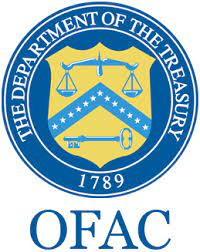 THE DEPARTMENT OF THE TREASURY
1789
OFAC